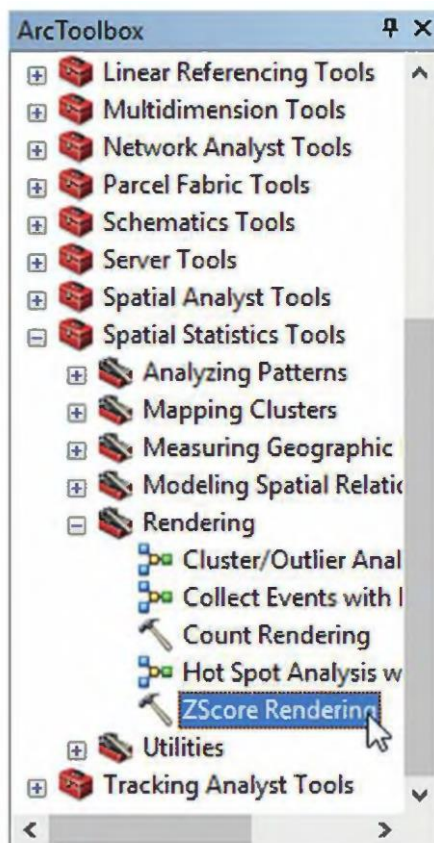 ArcToolbox
Linear Referencing Tools
Multidimension Tools
Network Analyst Tools
Parcel Fabric Tools
Schematics Tools
Server Tools
Spatial Analyst Tools
Spatial Statistics Tools
Analyzing Patterns
Mapping Clusters
Measuring Geographic
Modeling Spatial Relatic
Rendering
Cluster/Outlier Anal
Collect Events with
Count Rendering
Hot Spot Analysis w
ZScore Rendering
Utilities
Tracking Analyst Tools